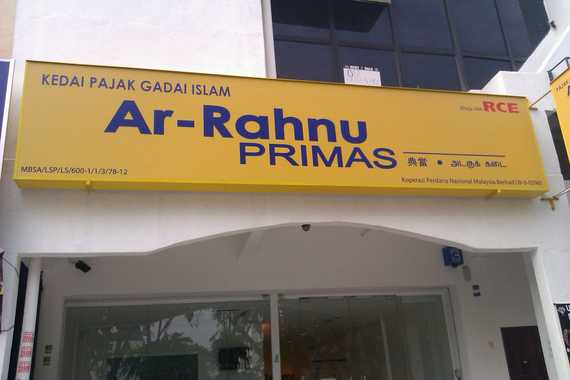 KEDAI PAJAK GADAI ISLAM
RCE
Ar-Rahnu
PRIMAS 典當 • அடகுக் கடை
MBSA/LSP/LS/600-1/1/3/78-12
Koperasi Perdana Nasional Malaysia Berhad